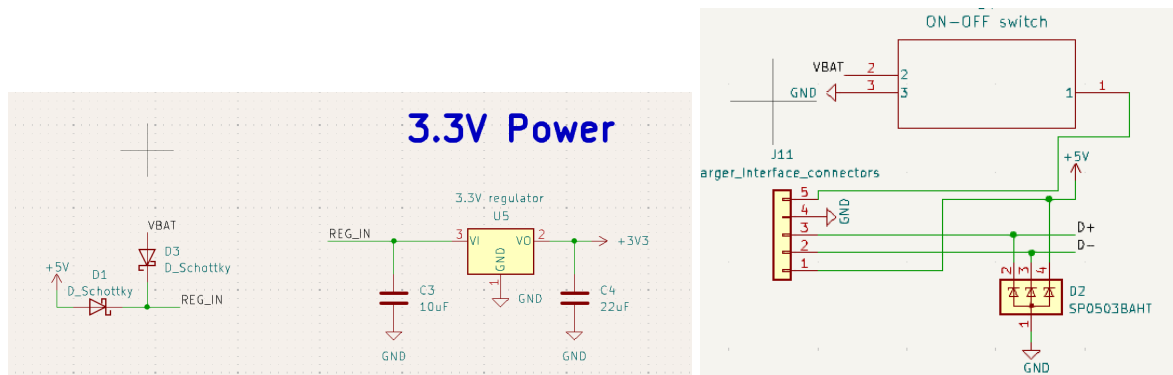 3.3V Power
VBAT
D3
D_Schottky
+5V
D1
D_Schottky
REG_IN
3.3V regulator
U5
REG_IN
3
VI
VO
2
+3V3
GND
1
GND
C3
10uF
GND
C4
22uF
GND
ON-OFF switch
VBAT
2
2
GND
3
3
1
1
J11
arger_Interface_connectors
+5V
5
4
GND
3
D+
2
D-
1
2
3
4
D2
SP0503BAHT
1
GND